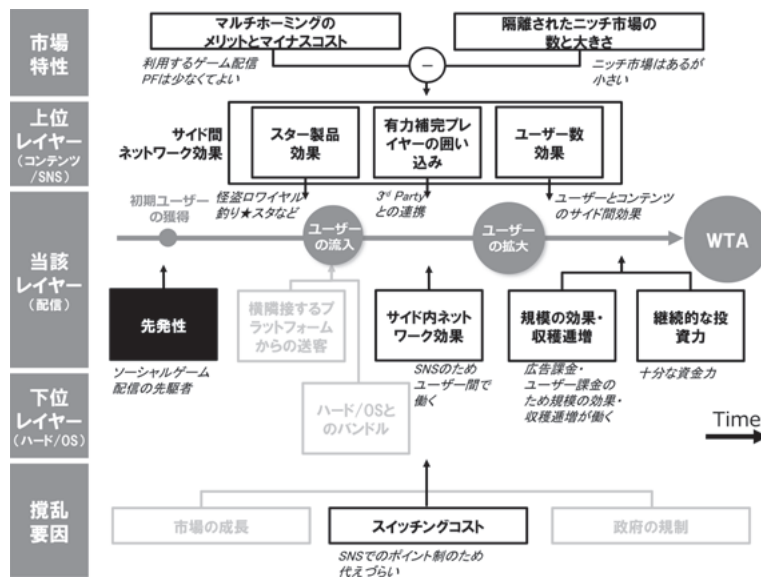 市場
特性
マルチホーミングの
メリットとマイナスコスト
隔離されたニッチ市場の
数と大きさ
利用するゲーム配信
PFは少なくてよい
−
ニッチ市場はあるが
小さい
上位
レイヤー
(コンテンツ
/SNS)
サイド間
ネットワーク効果
スター製品
効果
有力補完プレ
イヤーの囲い
込み
ユーザー数
効果
初期ユーザー
の獲得
怪盗ロワイヤル
釣り★スタなど
3rd Party
との連携
ユーザーとコンテンツ
のサイド間効果
当該
レイヤー
(配信)
ユーザー
の流入
ユーザー
の拡大
WTA
先発性
横隣接するプ
ラットフォーム
からの送客
サイド内ネット
ワーク効果
規模の効果・
収穫逓増
継続的な投
資力
ソーシャルゲーム
配信の先駆者
SNSのため
ユーザー間で
働く
広告課金・
ユーザー課金の
ため規模の効果・
収穫逓増が働く
十分な資金力
下位
レイヤー
(ハード/OS)
ハード/OSと
のバンドル
Time
撹乱
要因
市場の成長
スイッチングコスト
政府の規制
SNSでのポイント制のため
代えづらい